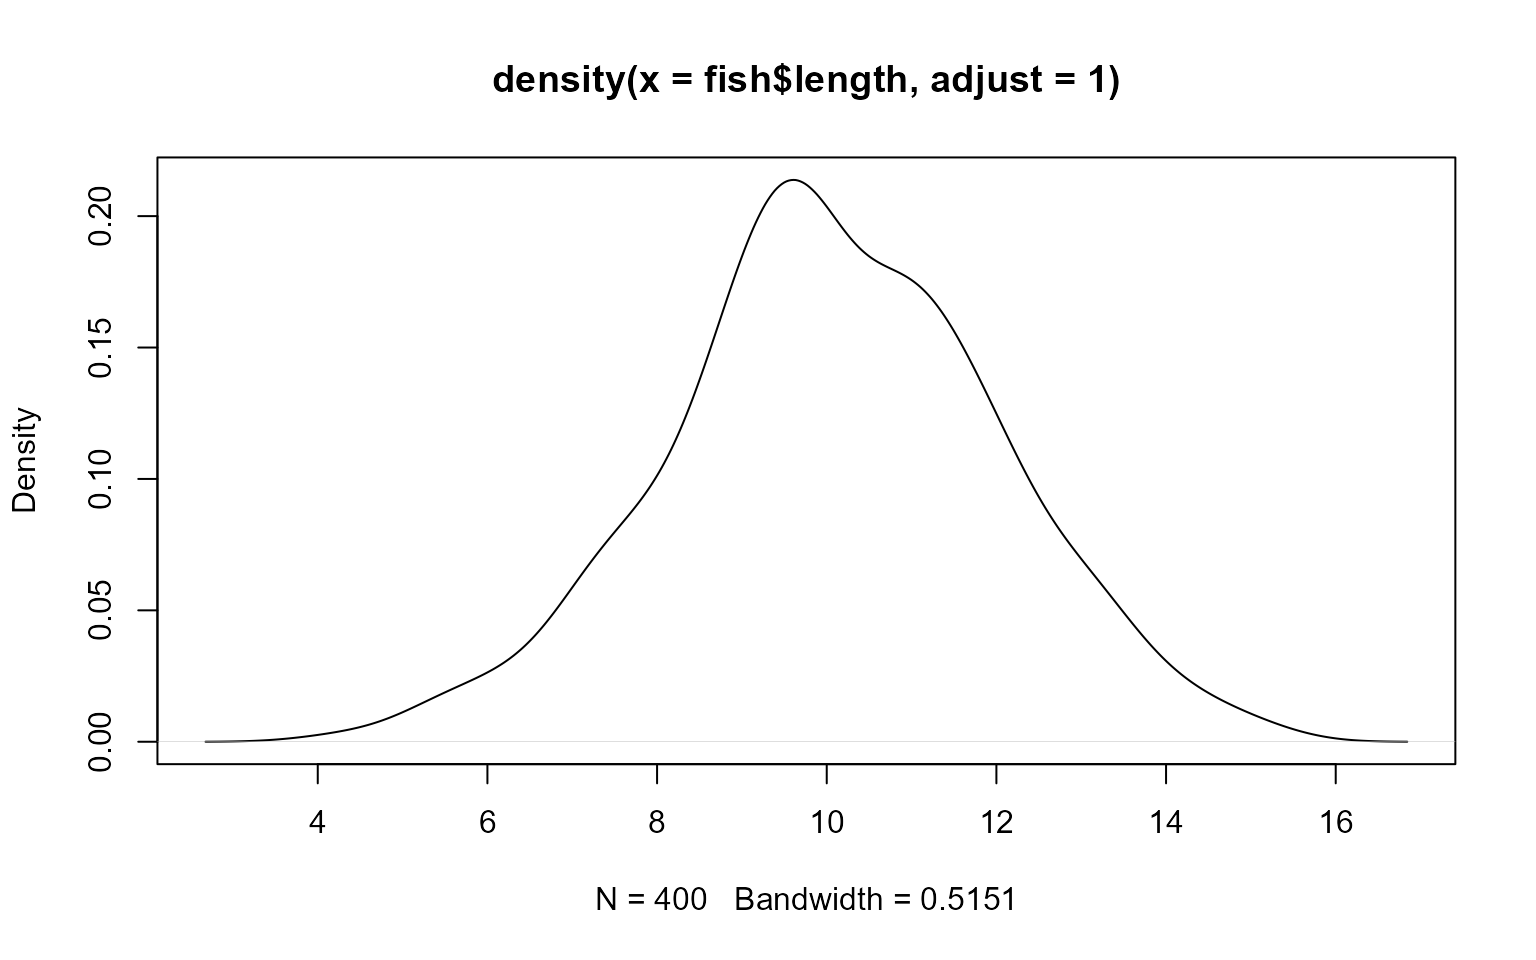 density(x = fish$length, adjust = 1)
Density
0.20
0.15
0.10
0.05
0.00
4 6 8 10 12 14 16
N = 400 Bandwidth = 0.5151